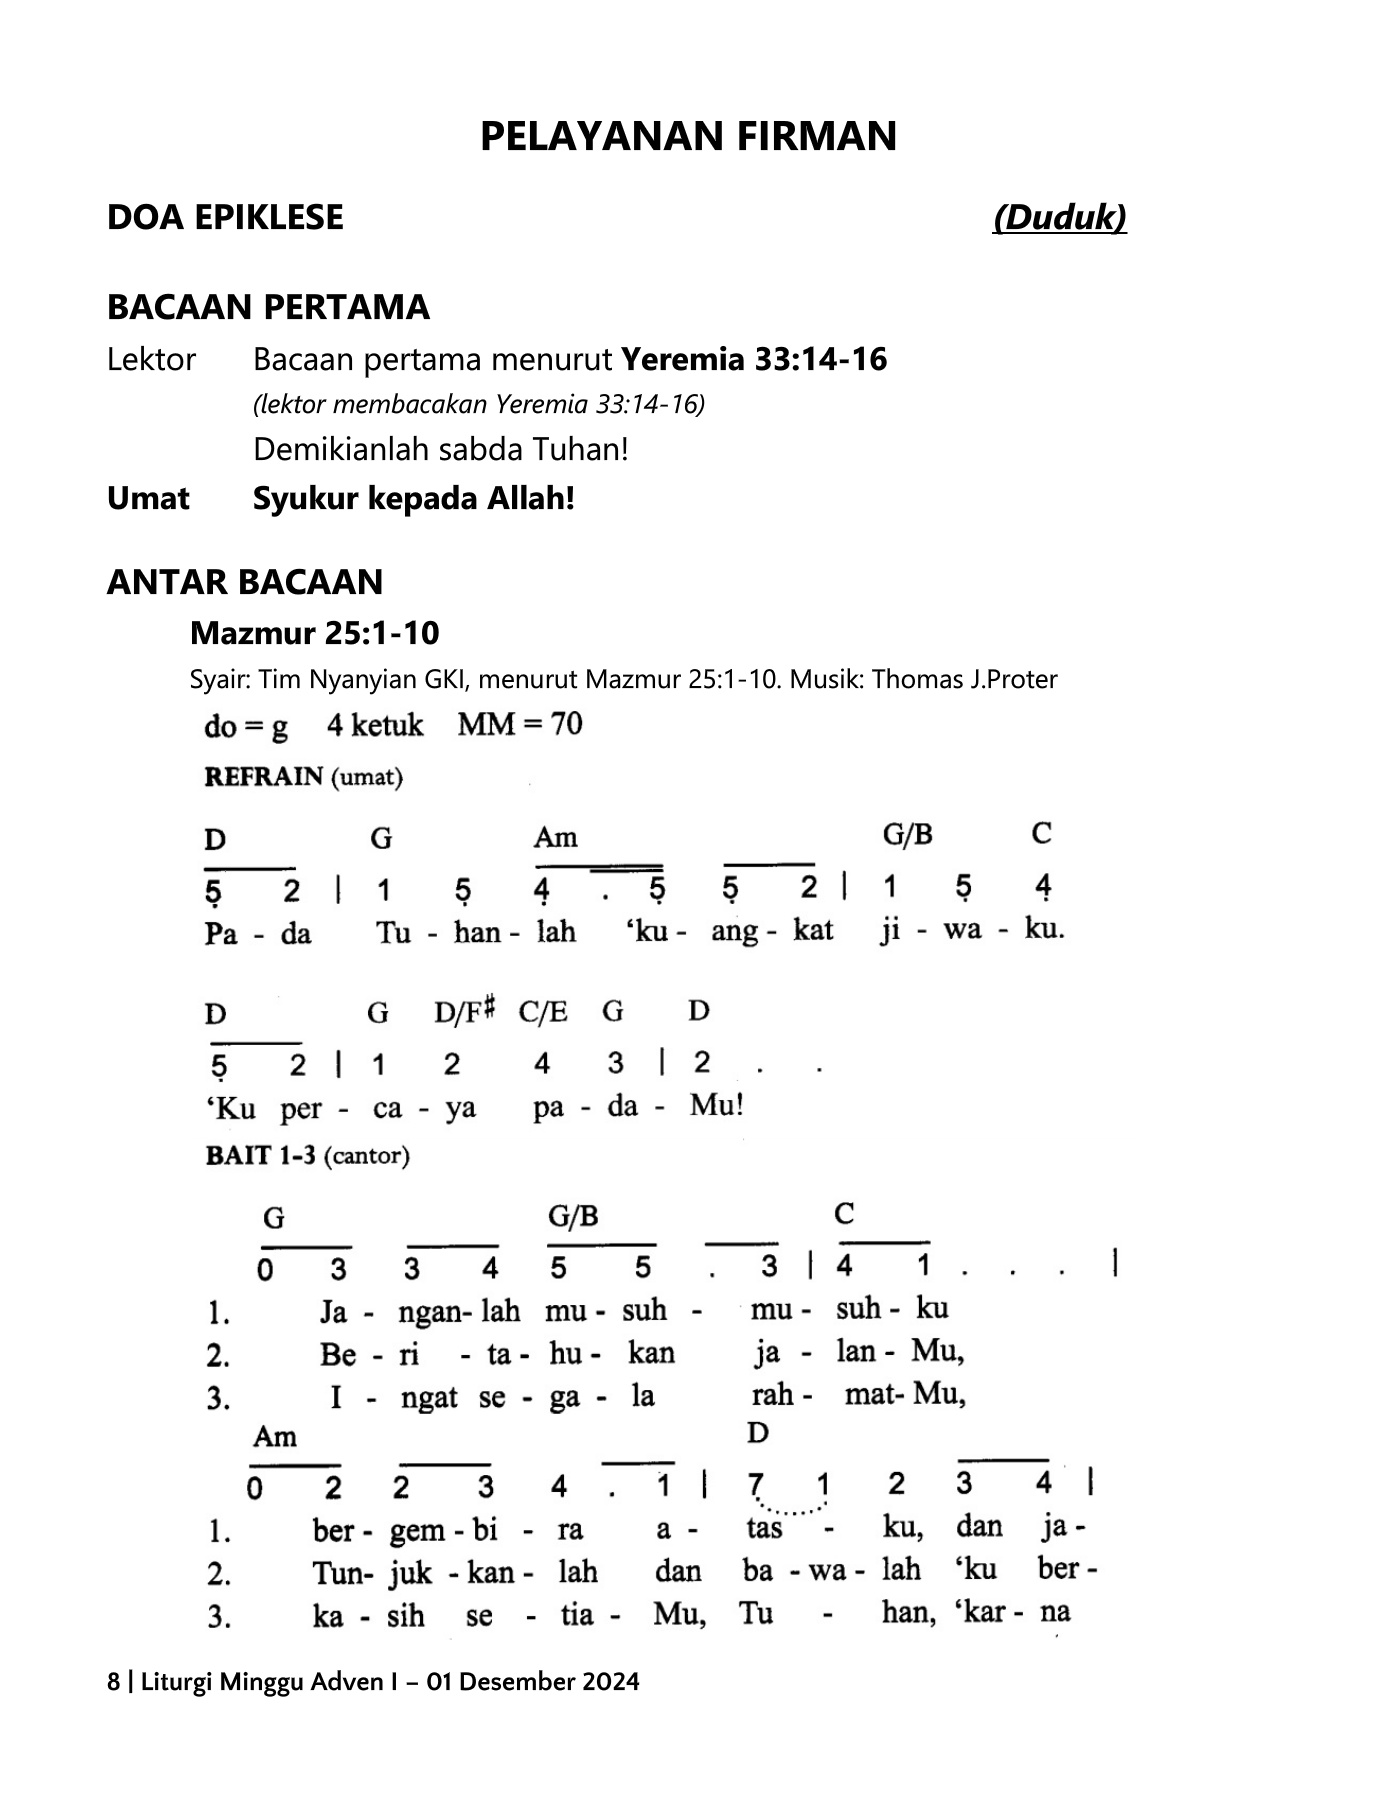 PELAYANAN FIRMAN
DOA EPIKLESE (Duduk)
BACAAN PERTAMA
Lektor Bacaan pertama menurut Yeremia 33:14-16
(lektor membacakan Yeremia 33:14-16)
Demikianlah sabda Tuhan!
Umat Syukur kepada Allah!
ANTAR BACAAN
Mazmur 25:1-10
Syair: Tim Nyanyian GKI, menurut Mazmur 25:1-10. Musik: Thomas J.Proter
do = g 4 ketuk MM = 70
REFRAIN (umat)
D G Am G/B C
5̣ 2 | 1 5̣ 4̣ . 5̣ 5̣ 2 | 1 5̣ 4̣
Pa - da Tu - han - lah ‘ku - ang - kat ji - wa - ku.
D G D/F♯ C/E G D
5̣ 2 | 1 2 4 3 | 2 . .
‘Ku per - ca - ya pa - da - Mu!
BAIT 1-3 (cantor)
G G/B C
0 3 3 4 5 5 . 3 | 4 1 . . . |
1. Ja - ngan- lah mu - suh - mu - suh - ku
2. Be - ri - ta - hu - kan ja - lan - Mu,
3. I - ngat se - ga - la rah - mat- Mu,
Am D
0 2 2 3 4 . 1 | 7̣ 1 2 3 4 |
1. ber - gem - bi - ra a - tas - ku, dan ja -
2. Tun- juk - kan - lah dan ba - wa - lah ‘ku ber -
3. ka - sih se - tia - Mu, Tu - han, ‘kar - na
8 | Liturgi Minggu Adven I – 01 Desember 2024